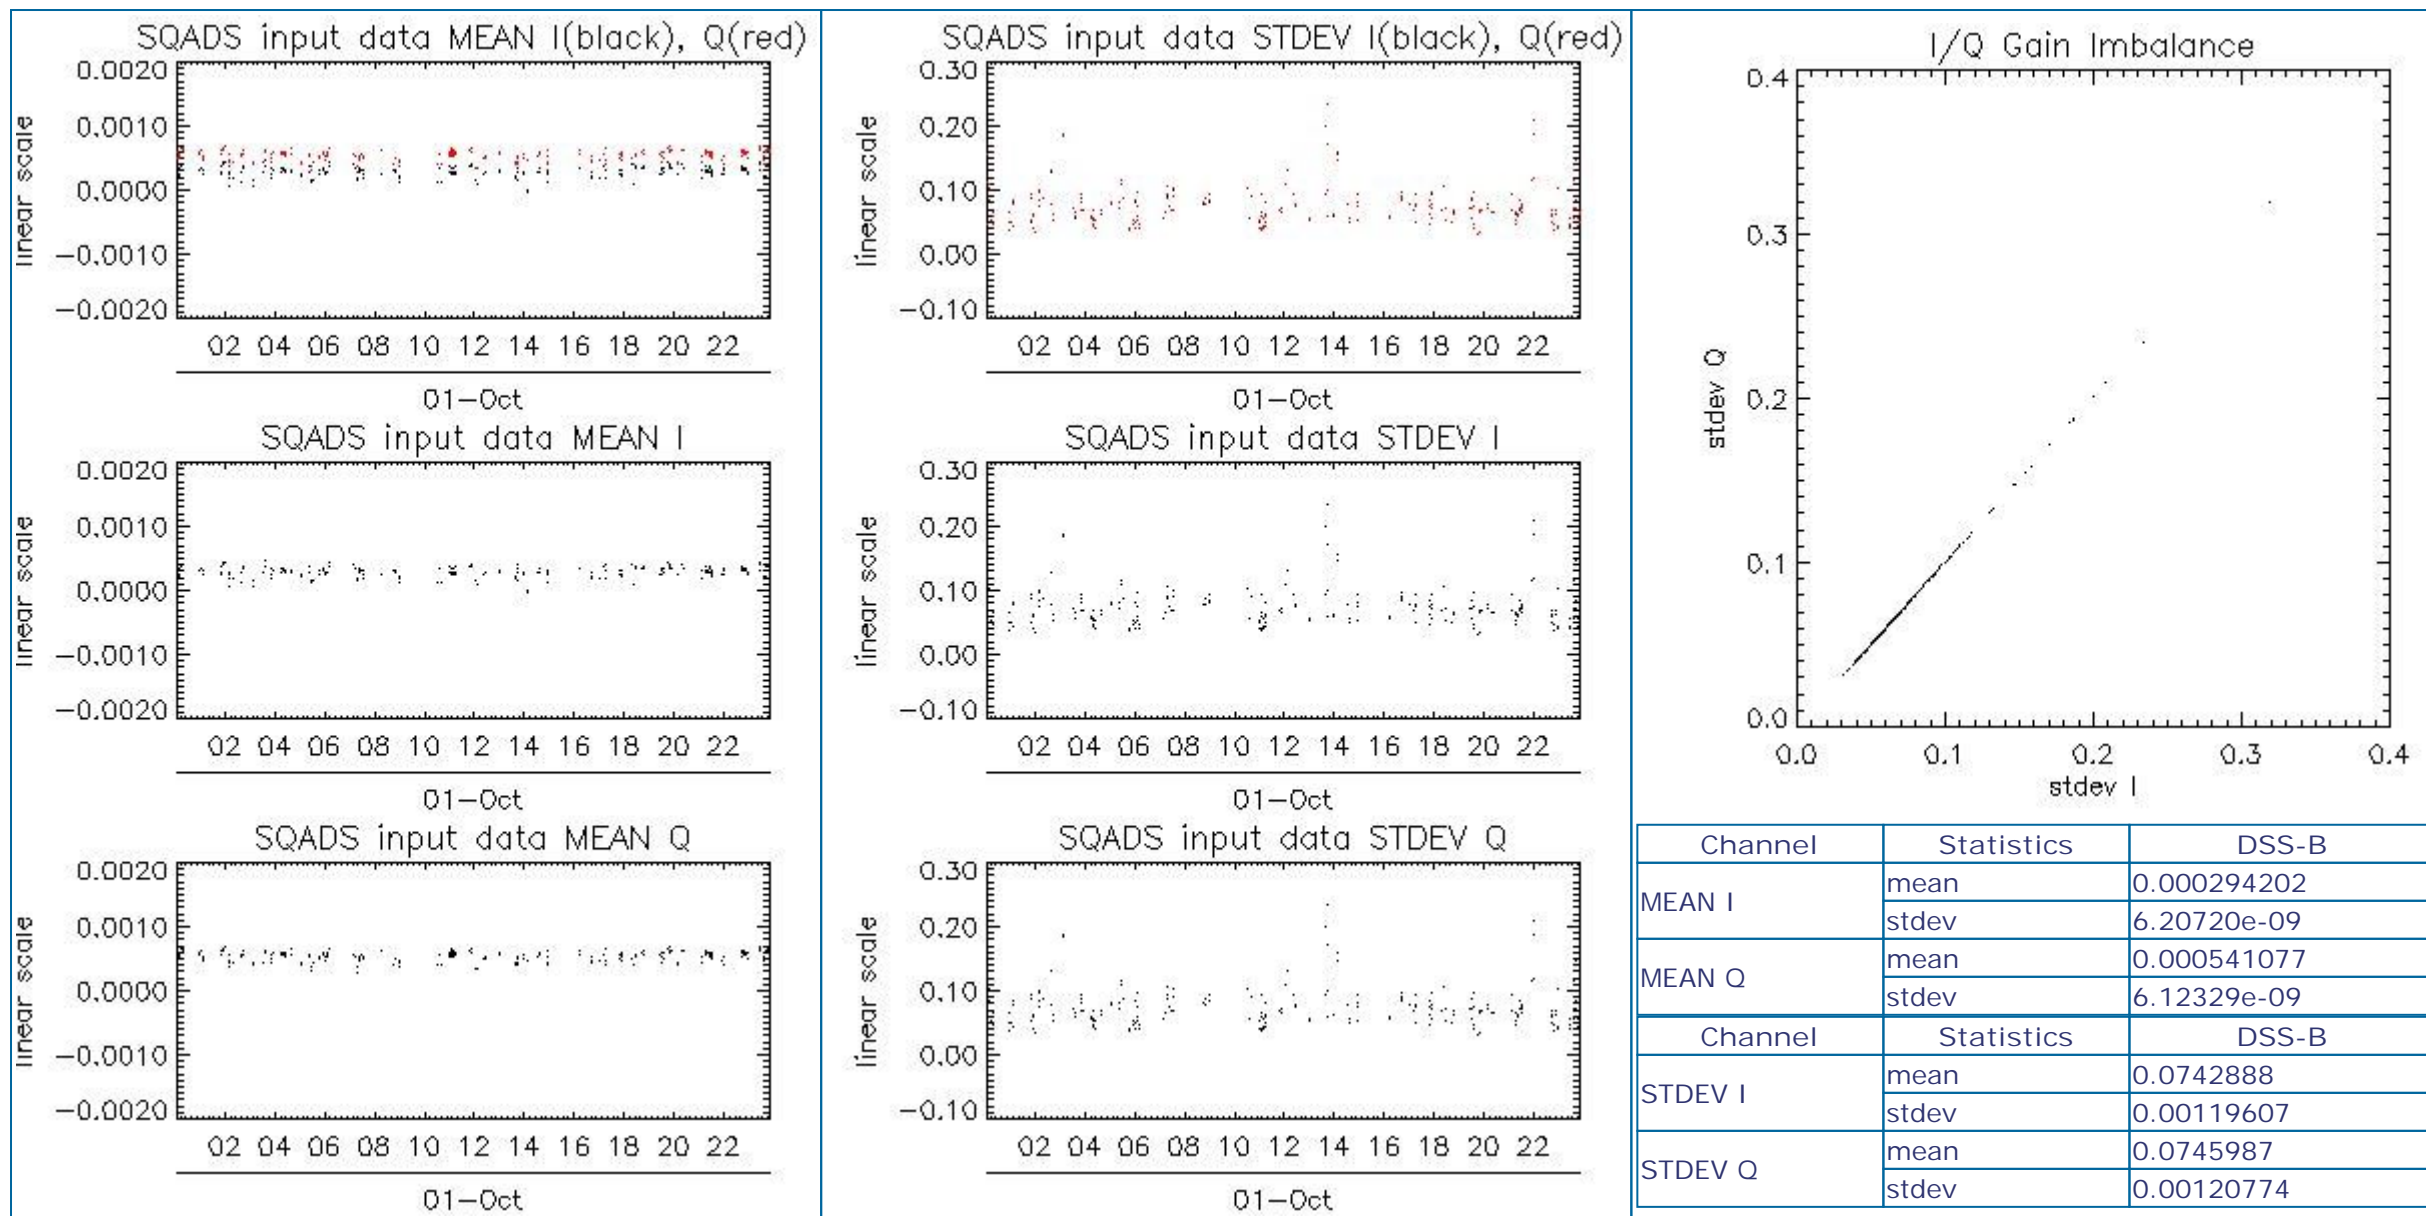 SQADS input data MEAN I(black), Q(red)
linear scale
0.0020
0.0010
0.0000
-0.0010
-0.0020
02 04 06 08 10 12 14 16 18 20 22
01-Oct
SQADS input data MEAN I
linear scale
0.0020
0.0010
0.0000
-0.0010
-0.0020
02 04 06 08 10 12 14 16 18 20 22
01-Oct
SQADS input data MEAN Q
linear scale
0.0020
0.0010
0.0000
-0.0010
-0.0020
02 04 06 08 10 12 14 16 18 20 22
01-Oct
SQADS input data STDEV I(black), Q(red)
linear scale
0.30
0.20
0.10
0.00
-0.10
02 04 06 08 10 12 14 16 18 20 22
01-Oct
SQADS input data STDEV I
linear scale
0.30
0.20
0.10
0.00
-0.10
02 04 06 08 10 12 14 16 18 20 22
01-Oct
SQADS input data STDEV Q
linear scale
0.30
0.20
0.10
0.00
-0.10
02 04 06 08 10 12 14 16 18 20 22
01-Oct
I/Q Gain Imbalance
stdev Q
0.4
0.3
0.2
0.1
0.0
0.0 0.1 0.2 0.3 0.4
stdev I
Channel Statistics DSS-B
MEAN I mean 0.000294202
stdev 6.20720e-09
MEAN Q mean 0.000541077
stdev 6.12329e-09
Channel Statistics DSS-B
STDEV I mean 0.0742888
stdev 0.00119607
STDEV Q mean 0.0745987
stdev 0.00120774